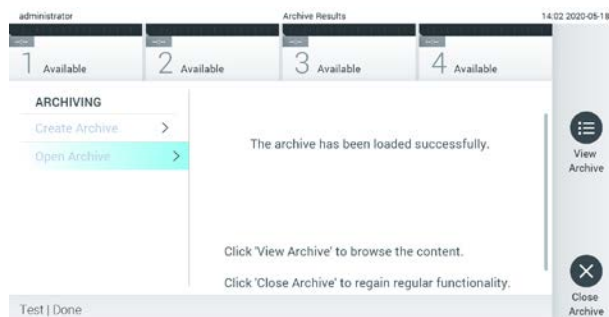 administrator Archive Results 14:02 2020-05-18
1 Available 2 Available 3 Available 4 Available
ARCHIVING
Create Archive
Open Archive
The archive has been loaded successfully.
Click 'View Archive' to browse the content.
Click 'Close Archive' to regain regular functionality.
View
Archive
Close
Archive
Test | Done